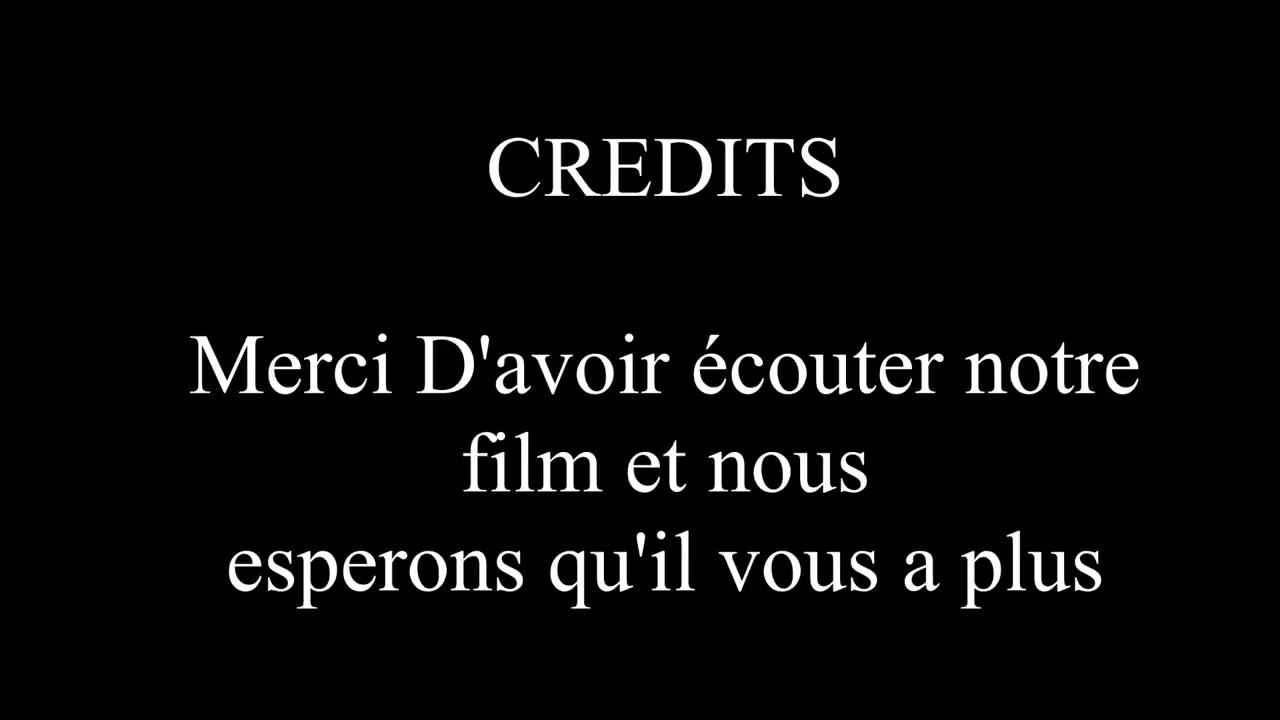 CREDITS
Merci D'avoir écouter notre
film et nous
esperons qu'il vous a plus